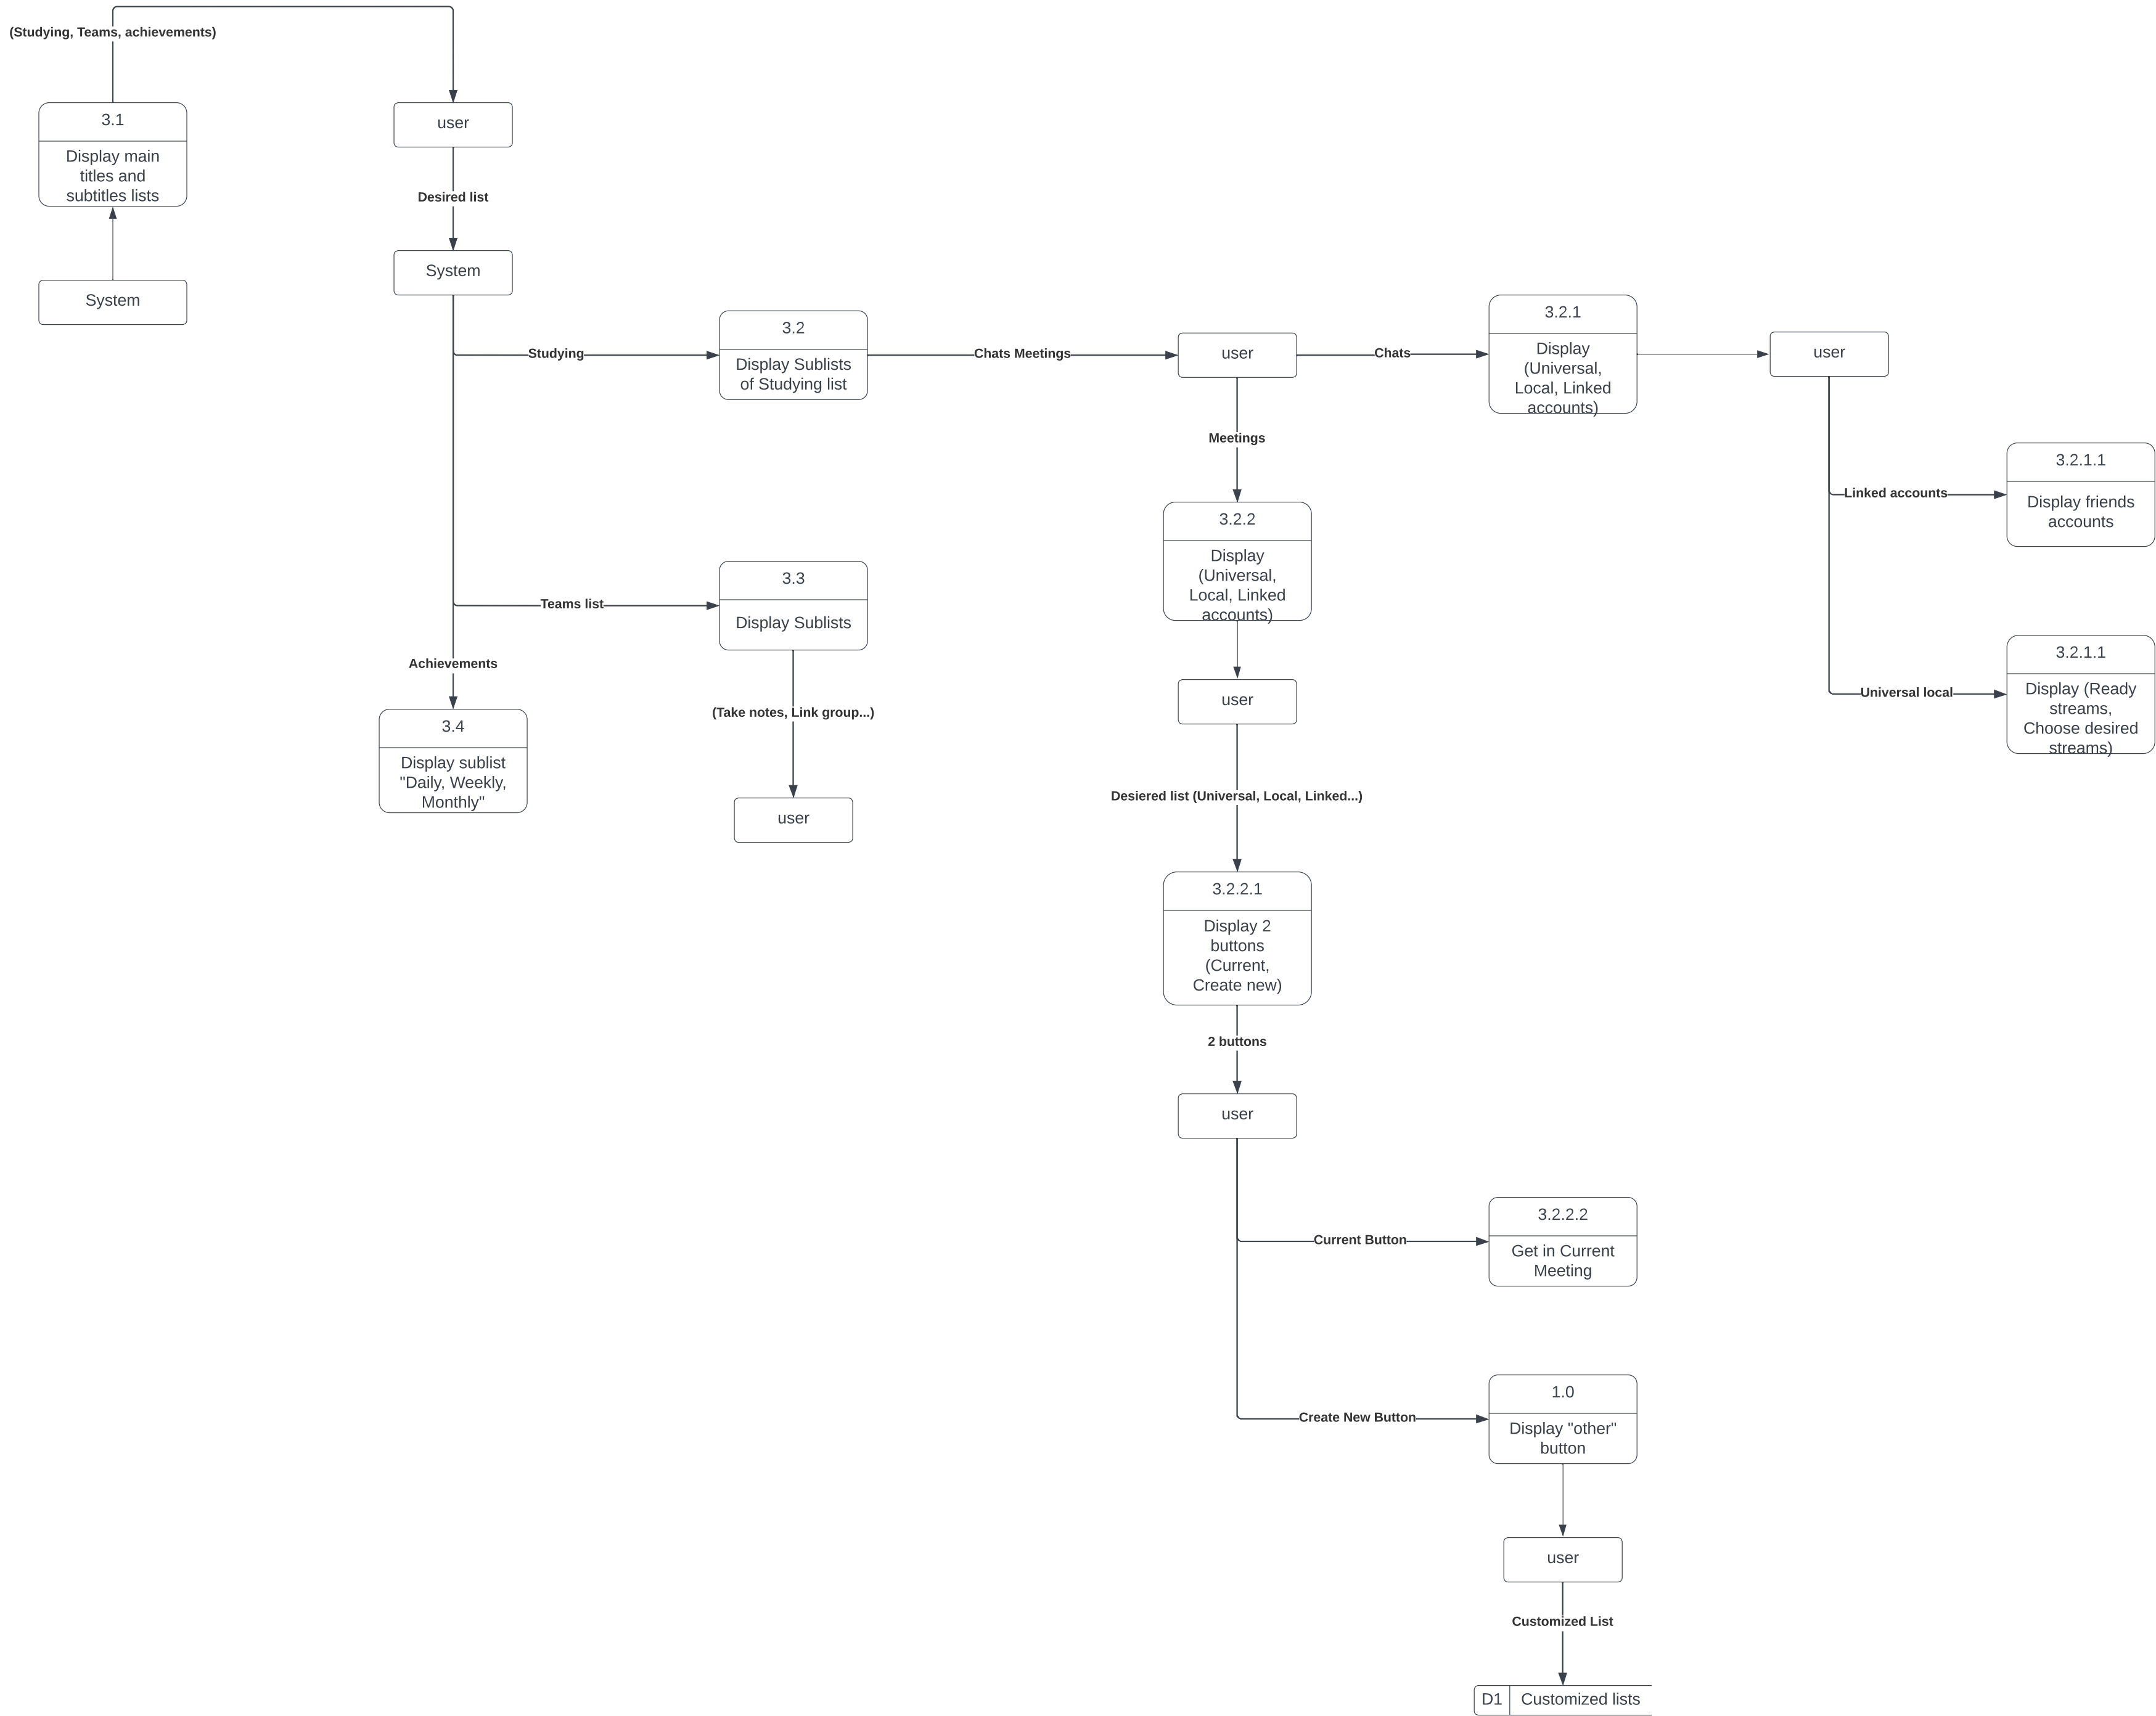 (Studying, Teams, achievements)
3.1
Display main
titles and
subtitles lists
System
user
Desired list
System
Studying
3.2
Display Sublists
of Studying list
Chats Meetings
user
Chats
3.2.1
Display
(Universal,
Local, Linked
accounts)
user
Linked accounts
3.2.1.1
Display friends
accounts
Universal local
3.2.1.1
Display (Ready
streams,
Choose desired
streams)
Meetings
3.2.2
Display
(Universal,
Local, Linked
accounts)
user
Desiered list (Universal, Local, Linked...)
3.2.2.1
Display 2
buttons
(Current,
Create new)
2 buttons
user
Current Button
3.2.2.2
Get in Current
Meeting
Create New Button
1.0
Display "other"
button
user
Customized List
D1 Customized lists
Teams list
3.3
Display Sublists
(Take notes, Link group...)
user
Achievements
3.4
Display sublist
"Daily, Weekly,
Monthly"